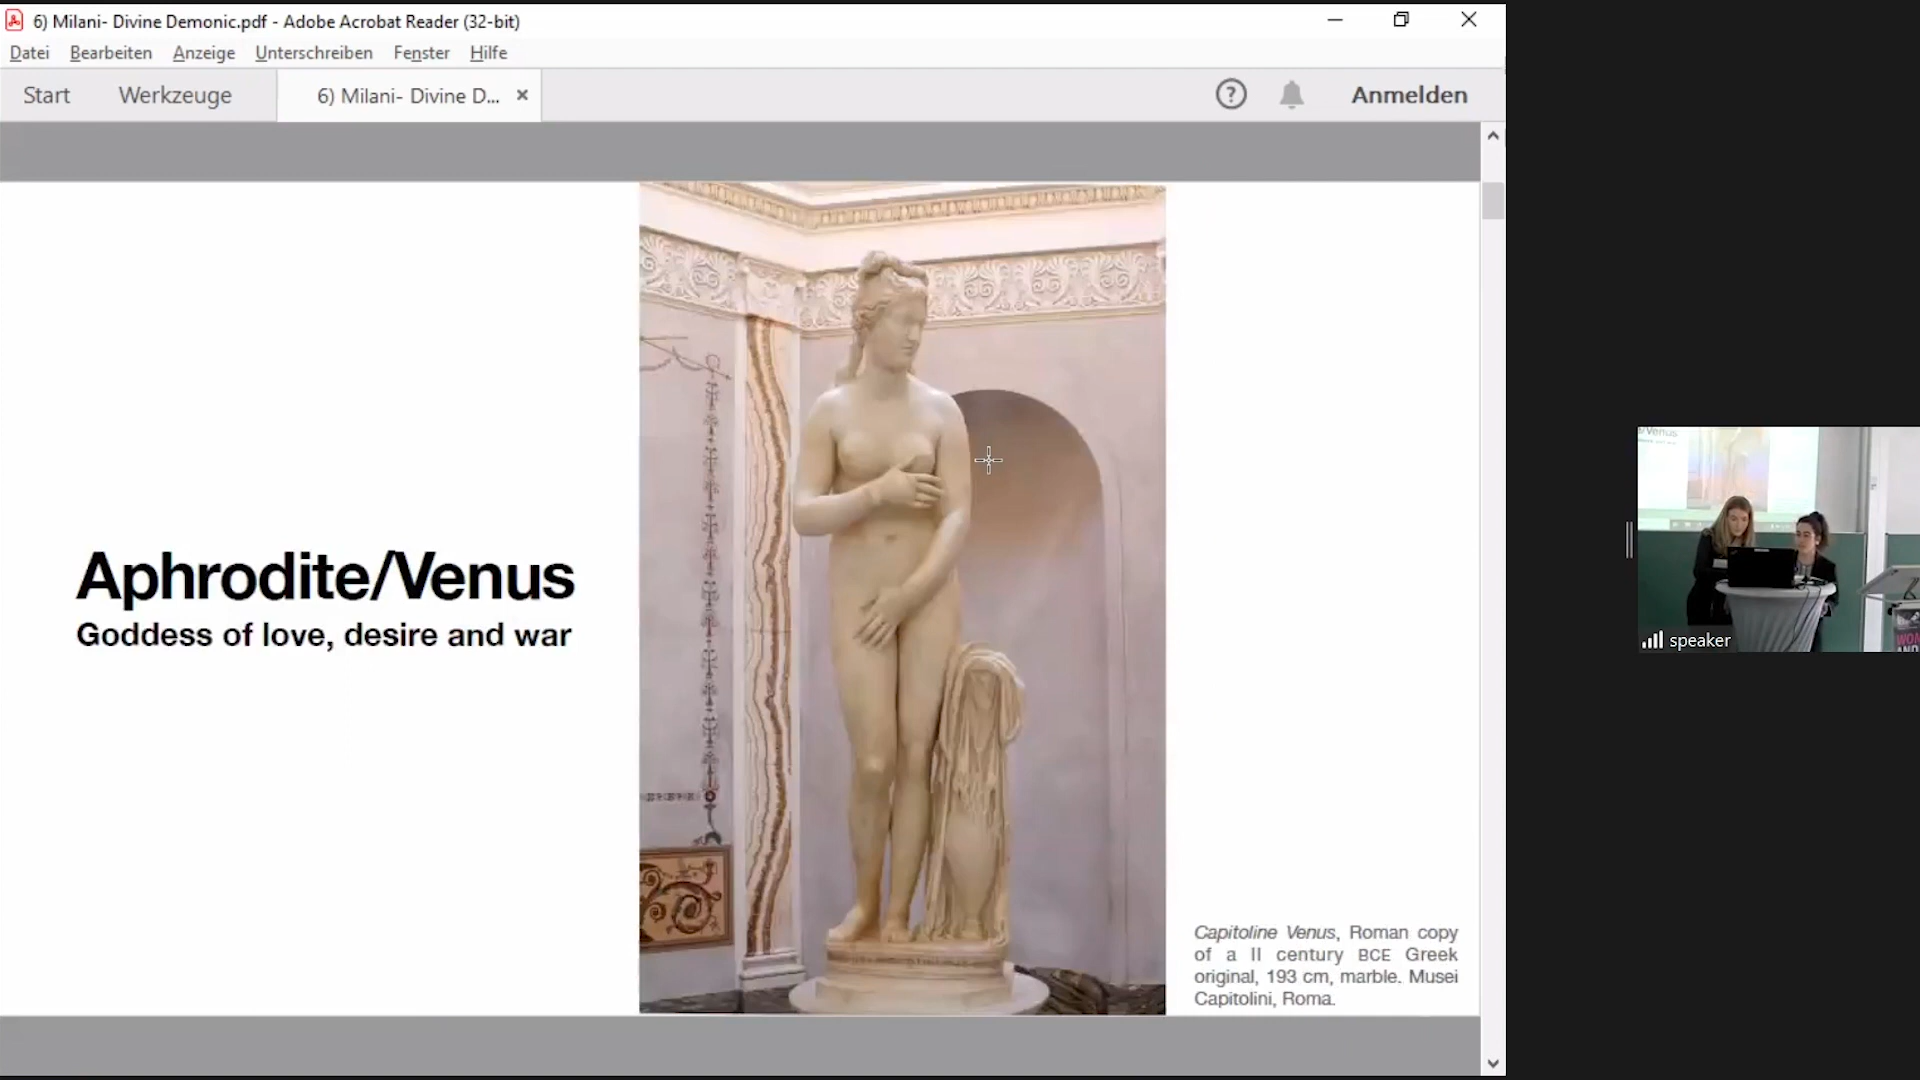 6) Milani- Divine Demonic.pdf - Adobe Acrobat Reader (32-bit)
Datei Bearbeiten Anzeige Unterschreiben Fenster Hilfe
Start Werkzeuge 6) Milani- Divine D... Anmelden
Aphrodite/Venus
Goddess of love, desire and war
Capitoline Venus, Roman copy
of a II century BCE Greek
original, 193 cm, marble. Musei
Capitolini, Roma.
/Venus
speaker